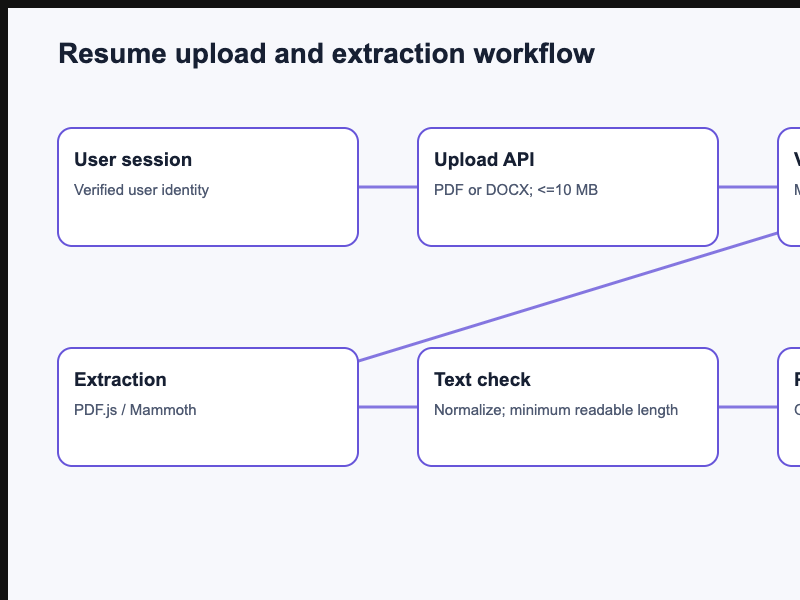 Resume upload and extraction workflow
User session
Verified user identity
Upload API
PDF or DOCX; <=10 MB
Extraction
PDF.js / Mammoth
Text check
Normalize; minimum readable length